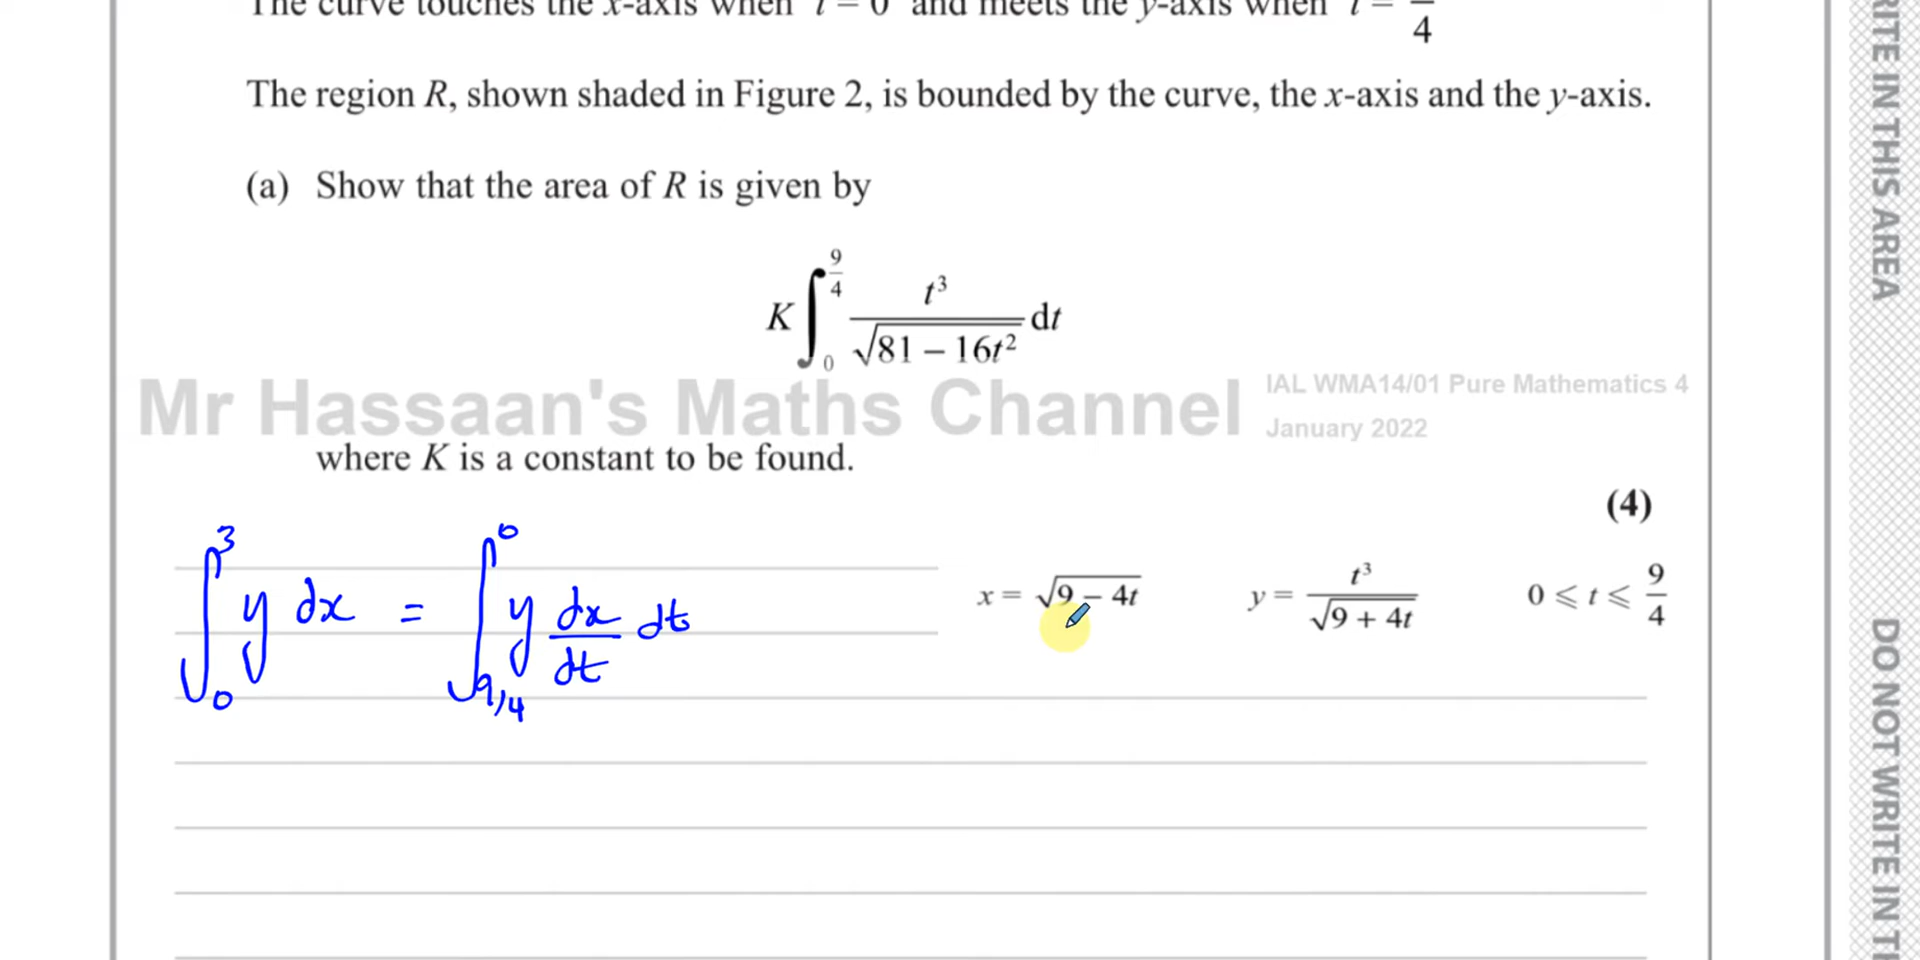 The curve touches the x-axis when t = 0 and meets the y-axis when t = —/4
The region R, shown shaded in Figure 2, is bounded by the curve, the x-axis and the y-axis.
(a) Show that the area of R is given by
K ∫₀^(9/4) t³/√(81 – 16t²) dt
Mr Hassaan's Maths Channel
IAL WMA14/01 Pure Mathematics 4
January 2022
where K is a constant to be found.
(4)
∫₀³ y dx = ∫_(9/4)^0 y dx/dt dt
x = √(9 – 4t) y = t³/√(9 + 4t) 0 ⩽ t ⩽ 9/4
RITE IN THIS AREA
DO NOT WRITE IN T